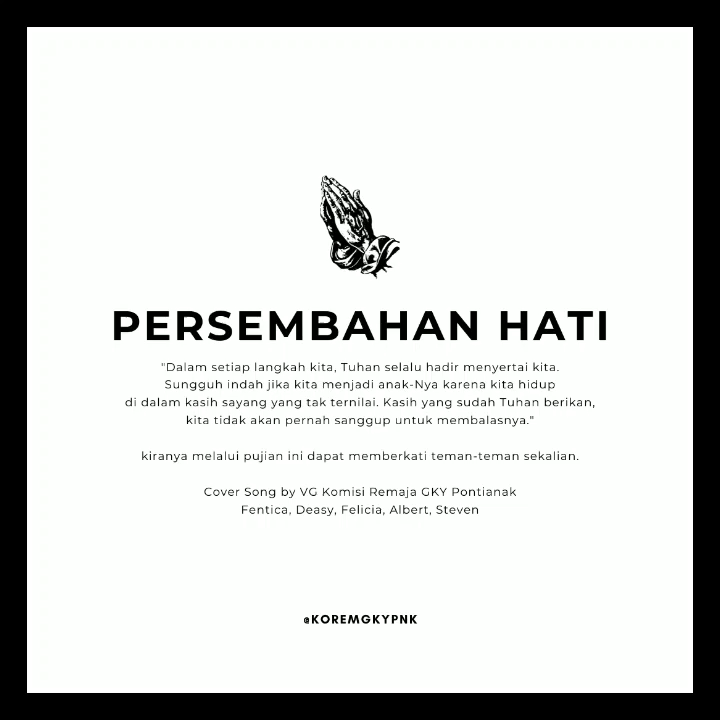 PERSEMBAHAN HATI
"Dalam setiap langkah kita, Tuhan selalu hadir menyertai kita.
Sungguh indah jika kita menjadi anak-Nya karena kita hidup
di dalam kasih sayang yang tak ternilai. Kasih yang sudah Tuhan berikan,
kita tidak akan pernah sanggup untuk membalasnya."
kiranya melalui pujian ini dapat memberkati teman-teman sekalian.
Cover Song by VG Komisi Remaja GKY Pontianak
Fentica, Deasy, Felicia, Albert, Steven
@KOREMGKYPNK